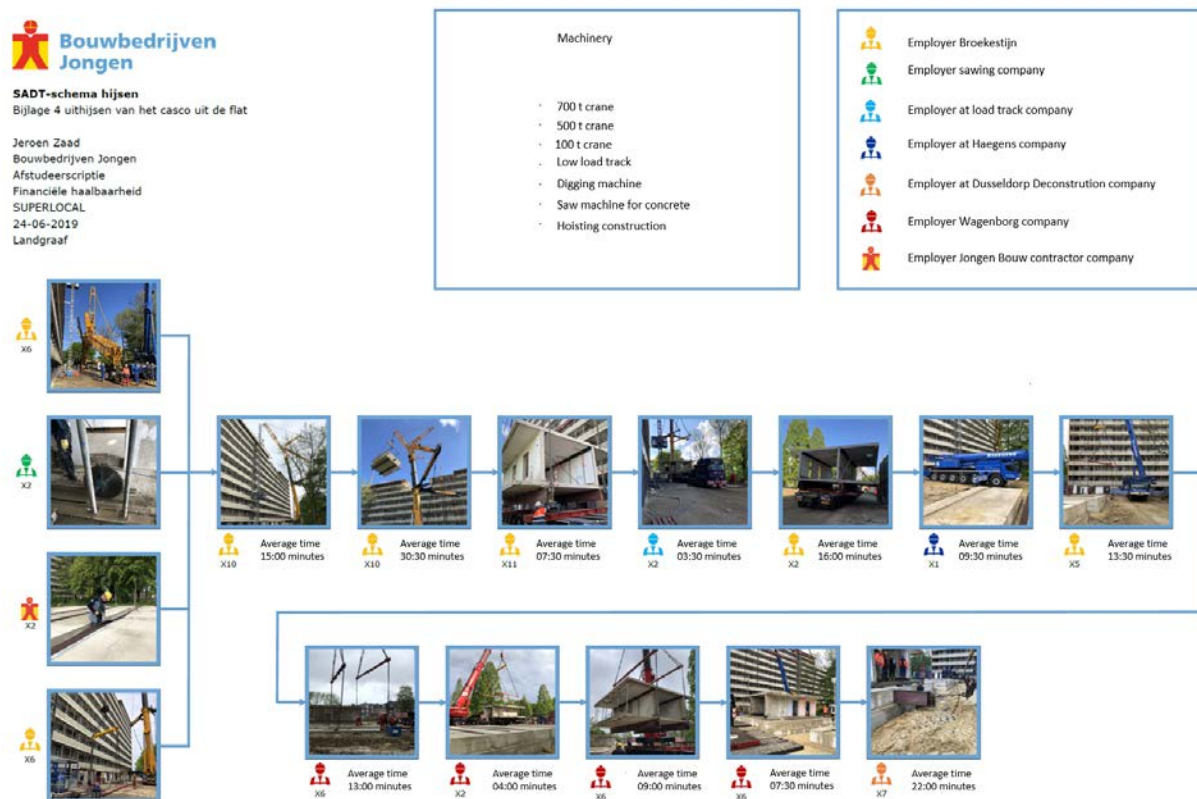 Bouwbedrijven
Jongen
SADT-schema hijsen
Bijlage 4 uithijsen van het casco uit de flat
Jeroen Zaad
Bouwbedrijven Jongen
Afstudeerscriptie
Financiële haalbaarheid
SUPERLOCAL
24-06-2019
Landgraaf
Machinery
· 700 t crane
· 500 t crane
· 100 t crane
. Low load track
· Digging machine
· Saw machine for concrete
· Hoisting construction
Employer Broekestijn
Employer sawing company
Employer at load track company
Employer at Haegens company
Employer at Dusseldorp Deconstrution company
Employer Wagenborg company
Employer Jongen Bouw contractor company
X6
X2
X2
X6
X10
Average time
15:00 minutes
X10
Average time
30:30 minutes
X11
Average time
07:30 minutes
X2
Average time
03:30 minutes
X2
Average time
16:00 minutes
X1
Average time
09:30 minutes
X5
Average time
13:30 minutes
X6
Average time
13:00 minutes
X2
Average time
04:00 minutes
X6
Average time
09:00 minutes
X6
Average time
07:30 minutes
X7
Average time
22:00 minutes